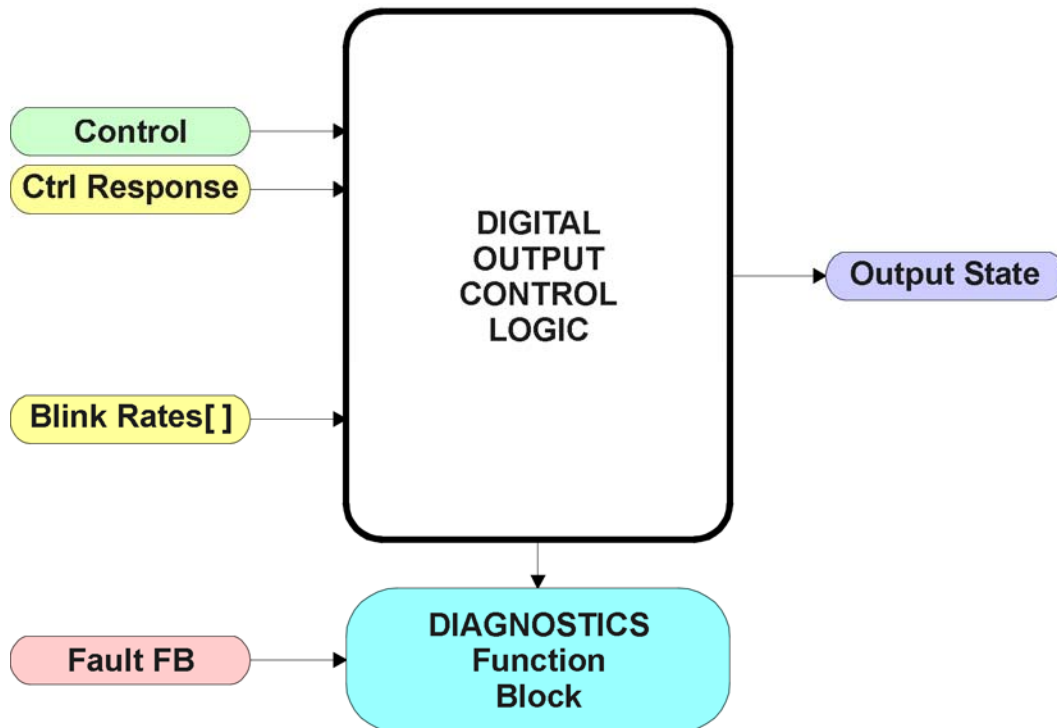 Control
Ctrl Response
DIGITAL
OUTPUT
CONTROL
LOGIC
Output State
Blink Rates[ ]
DIAGNOSTICS
Function
Block
Fault FB